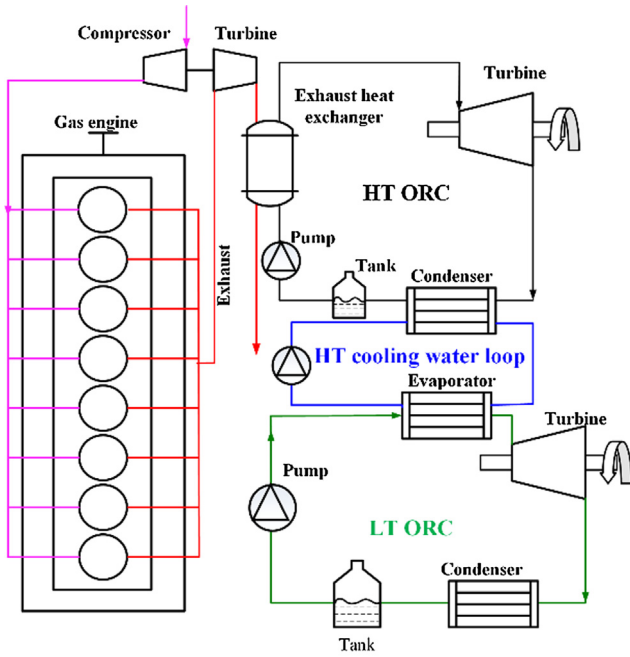 Compressor
Turbine
Turbine
Exhaust heat
exchanger
Gas engine
HT ORC
Pump
Exhaust
Tank
Condenser
HT cooling water loop
Evaporator
Turbine
Pump
LT ORC
Condenser
Tank